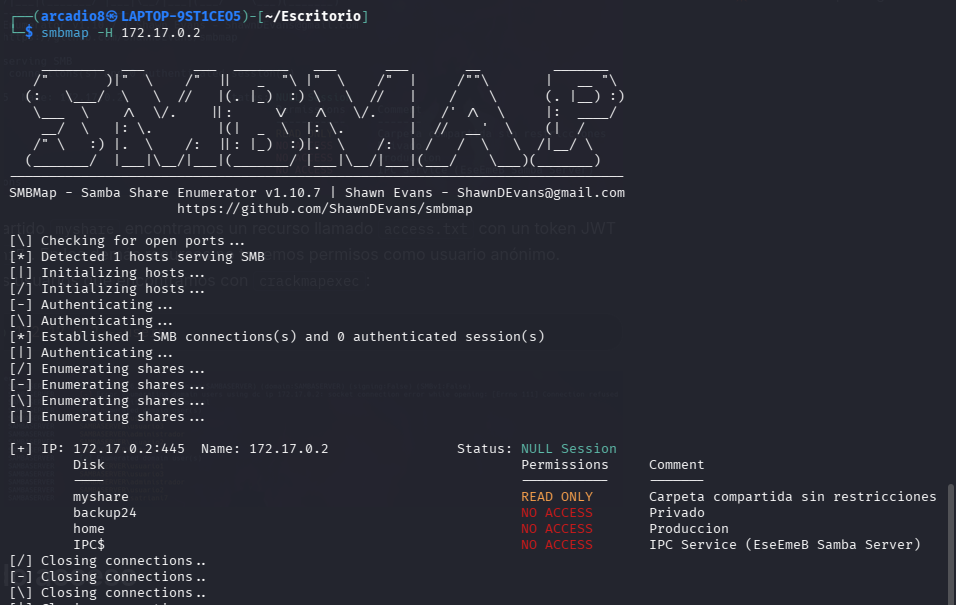 (arcadio8㉿LAPTOP-9ST1CEO5)-[~/Escritorio]
$ smbmap -H 172.17.0.2
SMBMap - Samba Share Enumerator v1.10.7 | Shawn Evans - ShawnDEvans@gmail.com
https://github.com/ShawnDEvans/smbmap
[\] Checking for open ports...
[*] Detected 1 hosts serving SMB
[|] Initializing hosts...
[/] Initializing hosts...
[-] Authenticating...
[\] Authenticating...
[*] Established 1 SMB connections(s) and 0 authenticated session(s)
[|] Authenticating...
[/] Enumerating shares...
[-] Enumerating shares...
[\] Enumerating shares...
[|] Enumerating shares...
[+] IP: 172.17.0.2:445 Name: 172.17.0.2 Status: NULL Session
Disk Permissions Comment
---- ----------- -------
myshare READ ONLY Carpeta compartida sin restricciones
backup24 NO ACCESS Privado
home NO ACCESS Produccion
IPC$ NO ACCESS IPC Service (EseEmeB Samba Server)
[/] Closing connections..
[-] Closing connections..
[\] Closing connections..